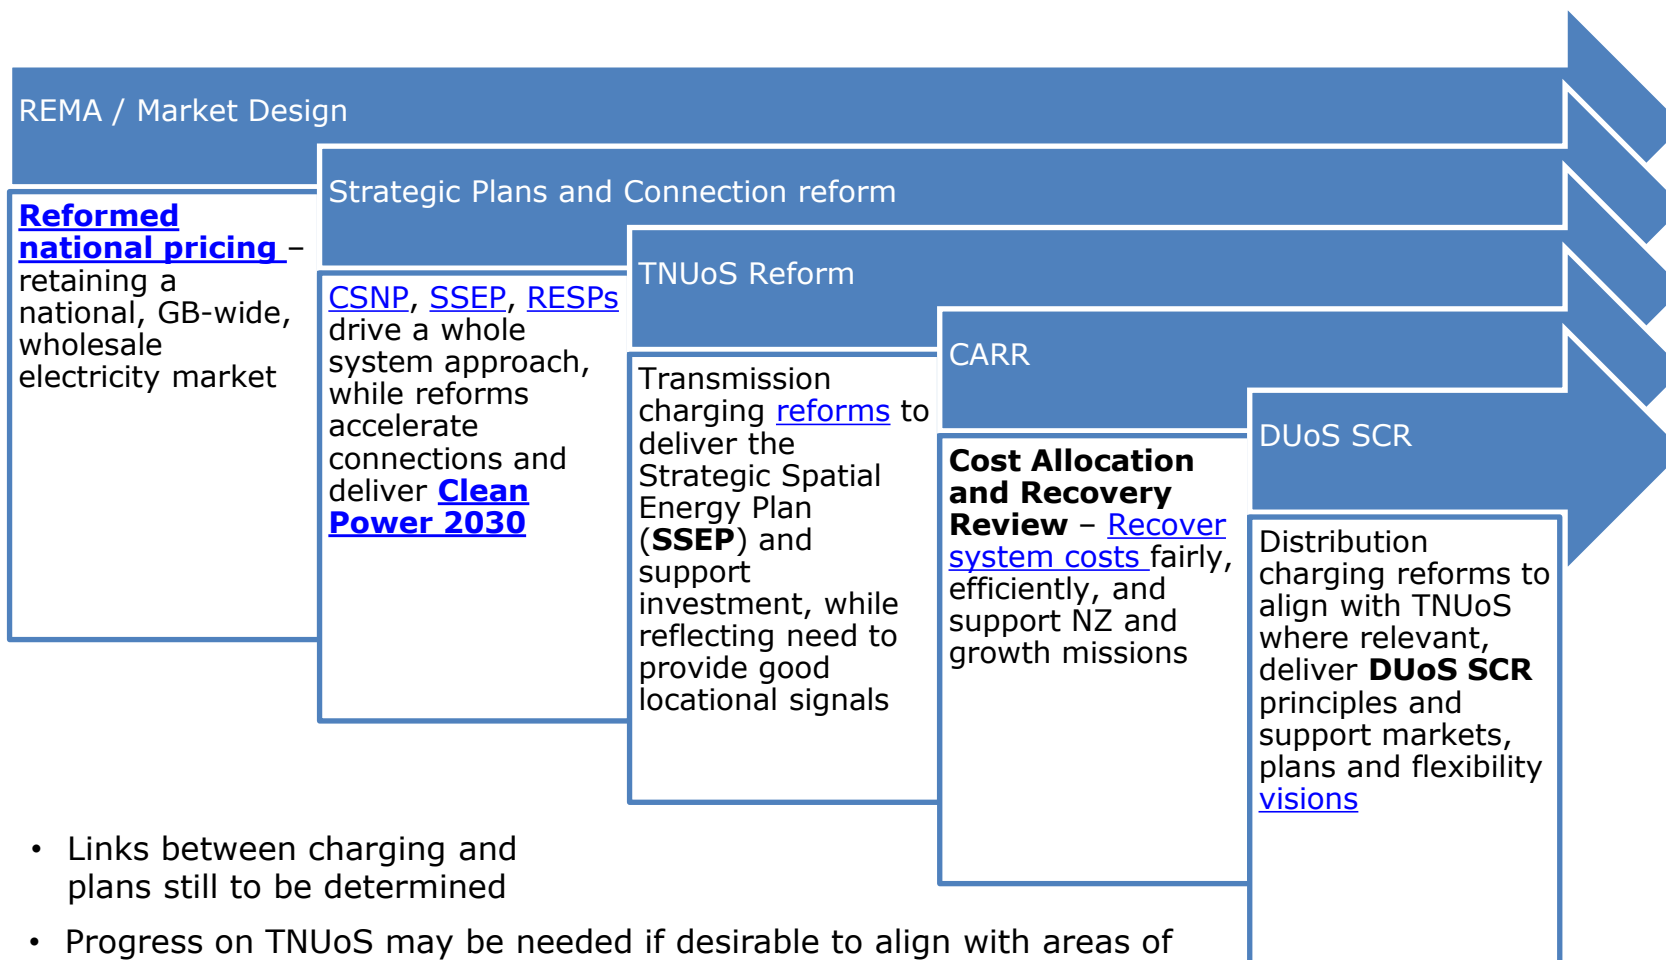 REMA / Market Design
Reformed
national pricing –
retaining a
national, GB-wide,
wholesale
electricity market
Strategic Plans and Connection reform
CSNP, SSEP, RESPs
drive a whole
system approach,
while reforms
accelerate
connections and
deliver Clean
Power 2030
TNUoS Reform
Transmission
charging reforms to
deliver the
Strategic Spatial
Energy Plan
(SSEP) and
support
investment, while
reflecting need to
provide good
locational signals
CARR
Cost Allocation
and Recovery
Review – Recover
system costs fairly,
efficiently, and
support NZ and
growth missions
DUoS SCR
Distribution
charging reforms to
align with TNUoS
where relevant,
deliver DUoS SCR
principles and
support markets,
plans and flexibility
visions
• Links between charging and
plans still to be determined
• Progress on TNUoS may be needed if desirable to align with areas of